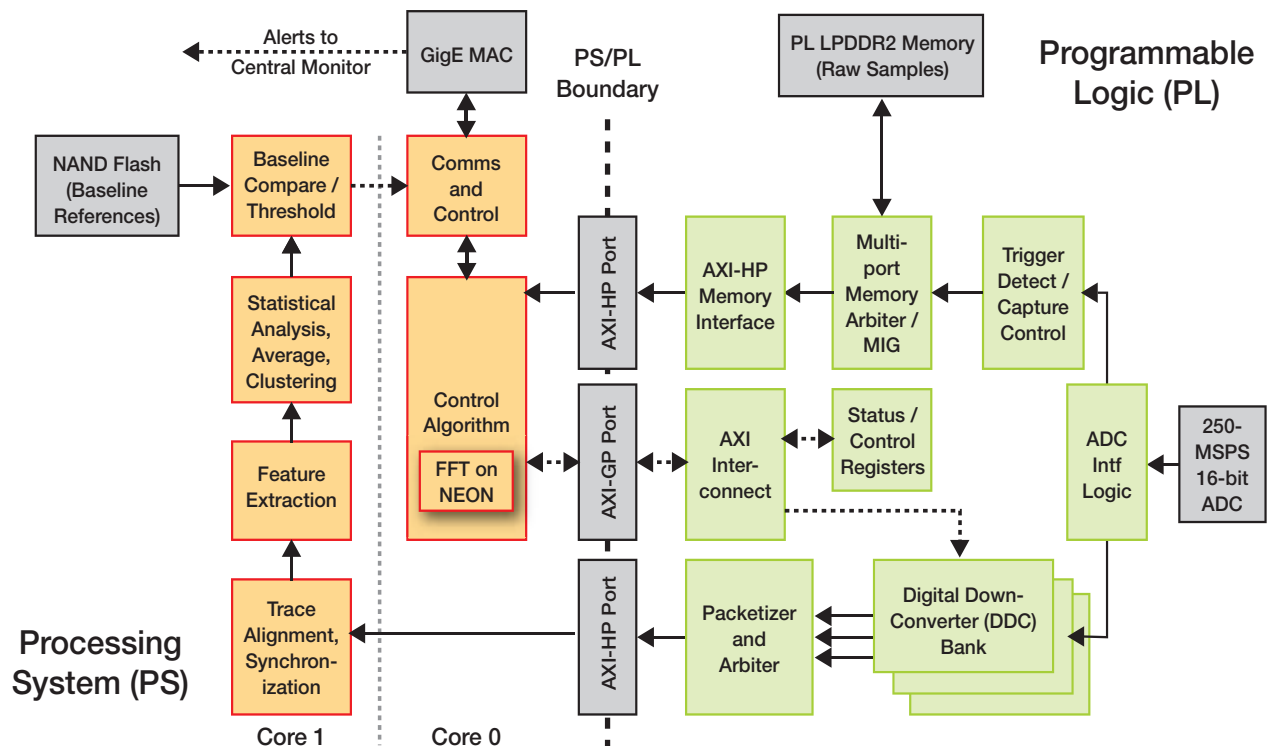 Alerts to
Central Monitor
GigE MAC
PS/PL
Boundary
PL LPDDR2 Memory
(Raw Samples)
Programmable
Logic (PL)
NAND Flash
(Baseline
References)
Baseline
Compare /
Threshold
Comms
and
Control
AXI-HP Port
AXI-HP
Memory
Interface
Multi-
port
Memory
Arbiter /
MIG
Trigger
Detect /
Capture
Control
Statistical
Analysis,
Average,
Clustering
Control
Algorithm
FFT on
NEON
AXI-GP Port
AXI
Inter-
connect
Status /
Control
Registers
ADC
Intf
Logic
250-
MSPS
16-bit
ADC
Feature
Extraction
Trace
Alignment,
Synchron-
ization
AXI-HP Port
Packetizer
and
Arbiter
Digital Down-
Converter (DDC)
Bank
Processing
System (PS)
Core 1
Core 0